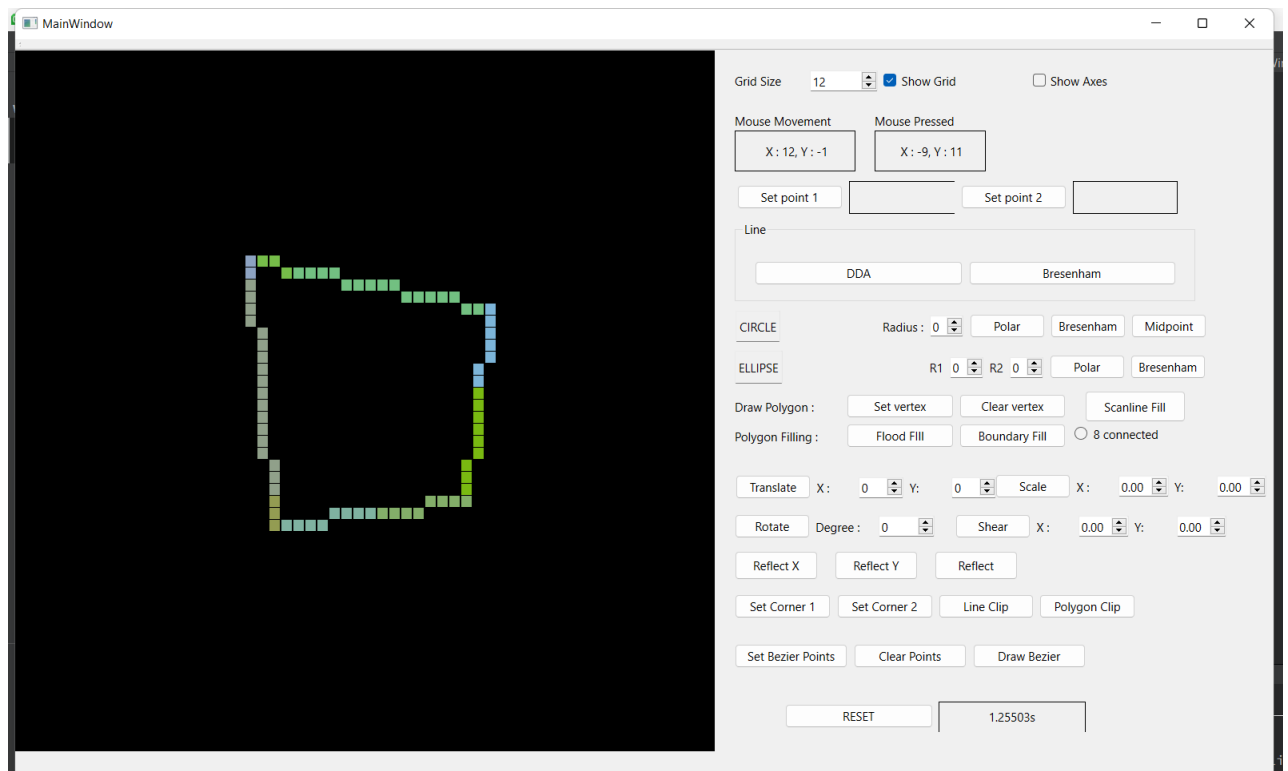 MainWindow
Grid Size 12 Show Grid Show Axes
Mouse Movement Mouse Pressed
X : 12, Y : -1 X : -9, Y : 11
Set point 1 Set point 2
Line
DDA Bresenham
CIRCLE Radius : 0 Polar Bresenham Midpoint
ELLIPSE R1 0 R2 0 Polar Bresenham
Draw Polygon : Set vertex Clear vertex Scanline Fill
Polygon Filling : Flood FIll Boundary Fill 8 connected
Translate X : 0 Y: 0 Scale X : 0.00 Y: 0.00
Rotate Degree : 0 Shear X : 0.00 Y: 0.00
Reflect X Reflect Y Reflect
Set Corner 1 Set Corner 2 Line Clip Polygon Clip
Set Bezier Points Clear Points Draw Bezier
RESET 1.25503s